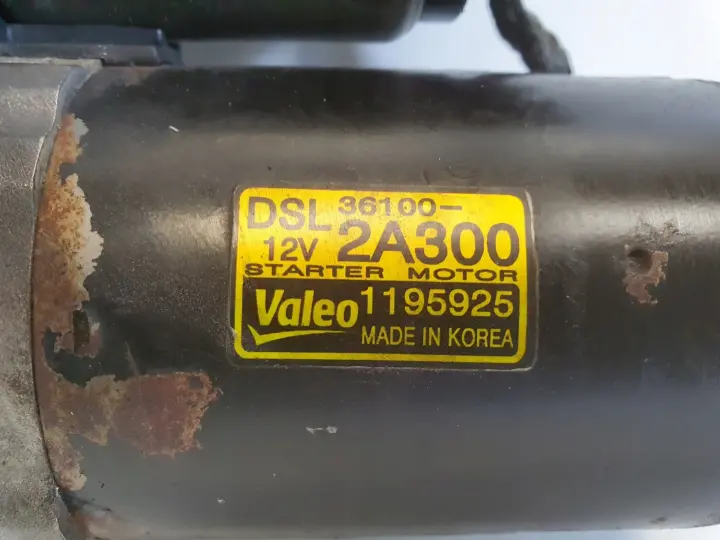 DSL 36100-
12V 2A300
STARTER MOTOR
Valeo 1195925
MADE IN KOREA